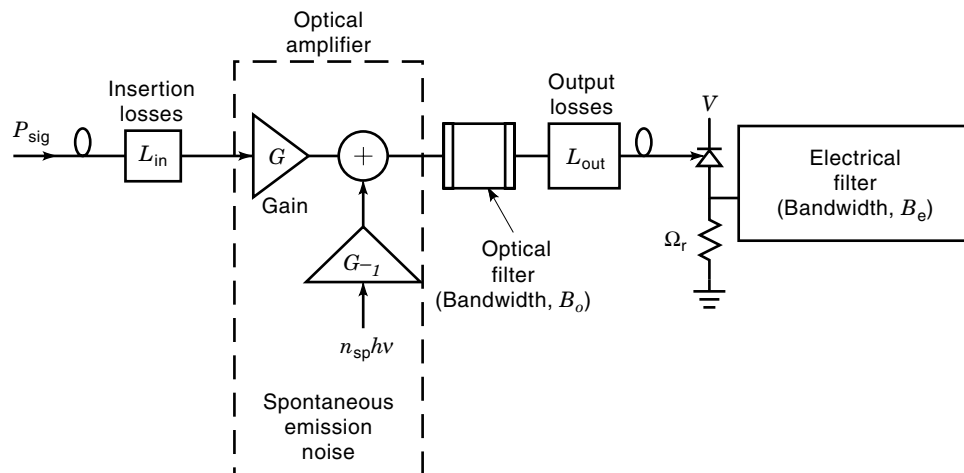 Optical
amplifier
Insertion
losses
Output
losses
P_sig
L_in
G
+
Gain
L_out
V
Electrical
filter
(Bandwidth, B_e)
Ω_r
G–1
Optical
filter
(Bandwidth, B_o)
n_sp hν
Spontaneous
emission
noise